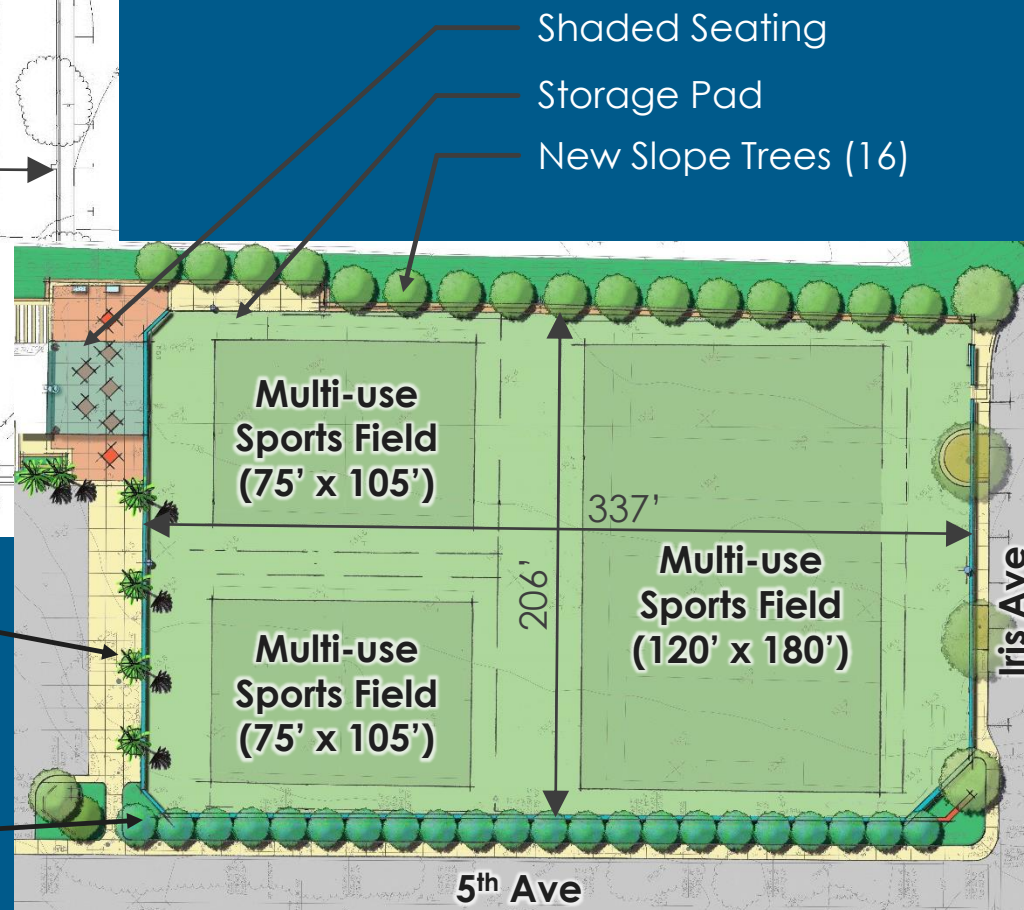 Shaded Seating
Storage Pad
New Slope Trees (16)
Multi-use
Sports Field
(75’ x 105’)
337’
206’
Multi-use
Sports Field
(120’ x 180’)
Multi-use
Sports Field
(75’ x 105’)
Iris Ave
5th Ave